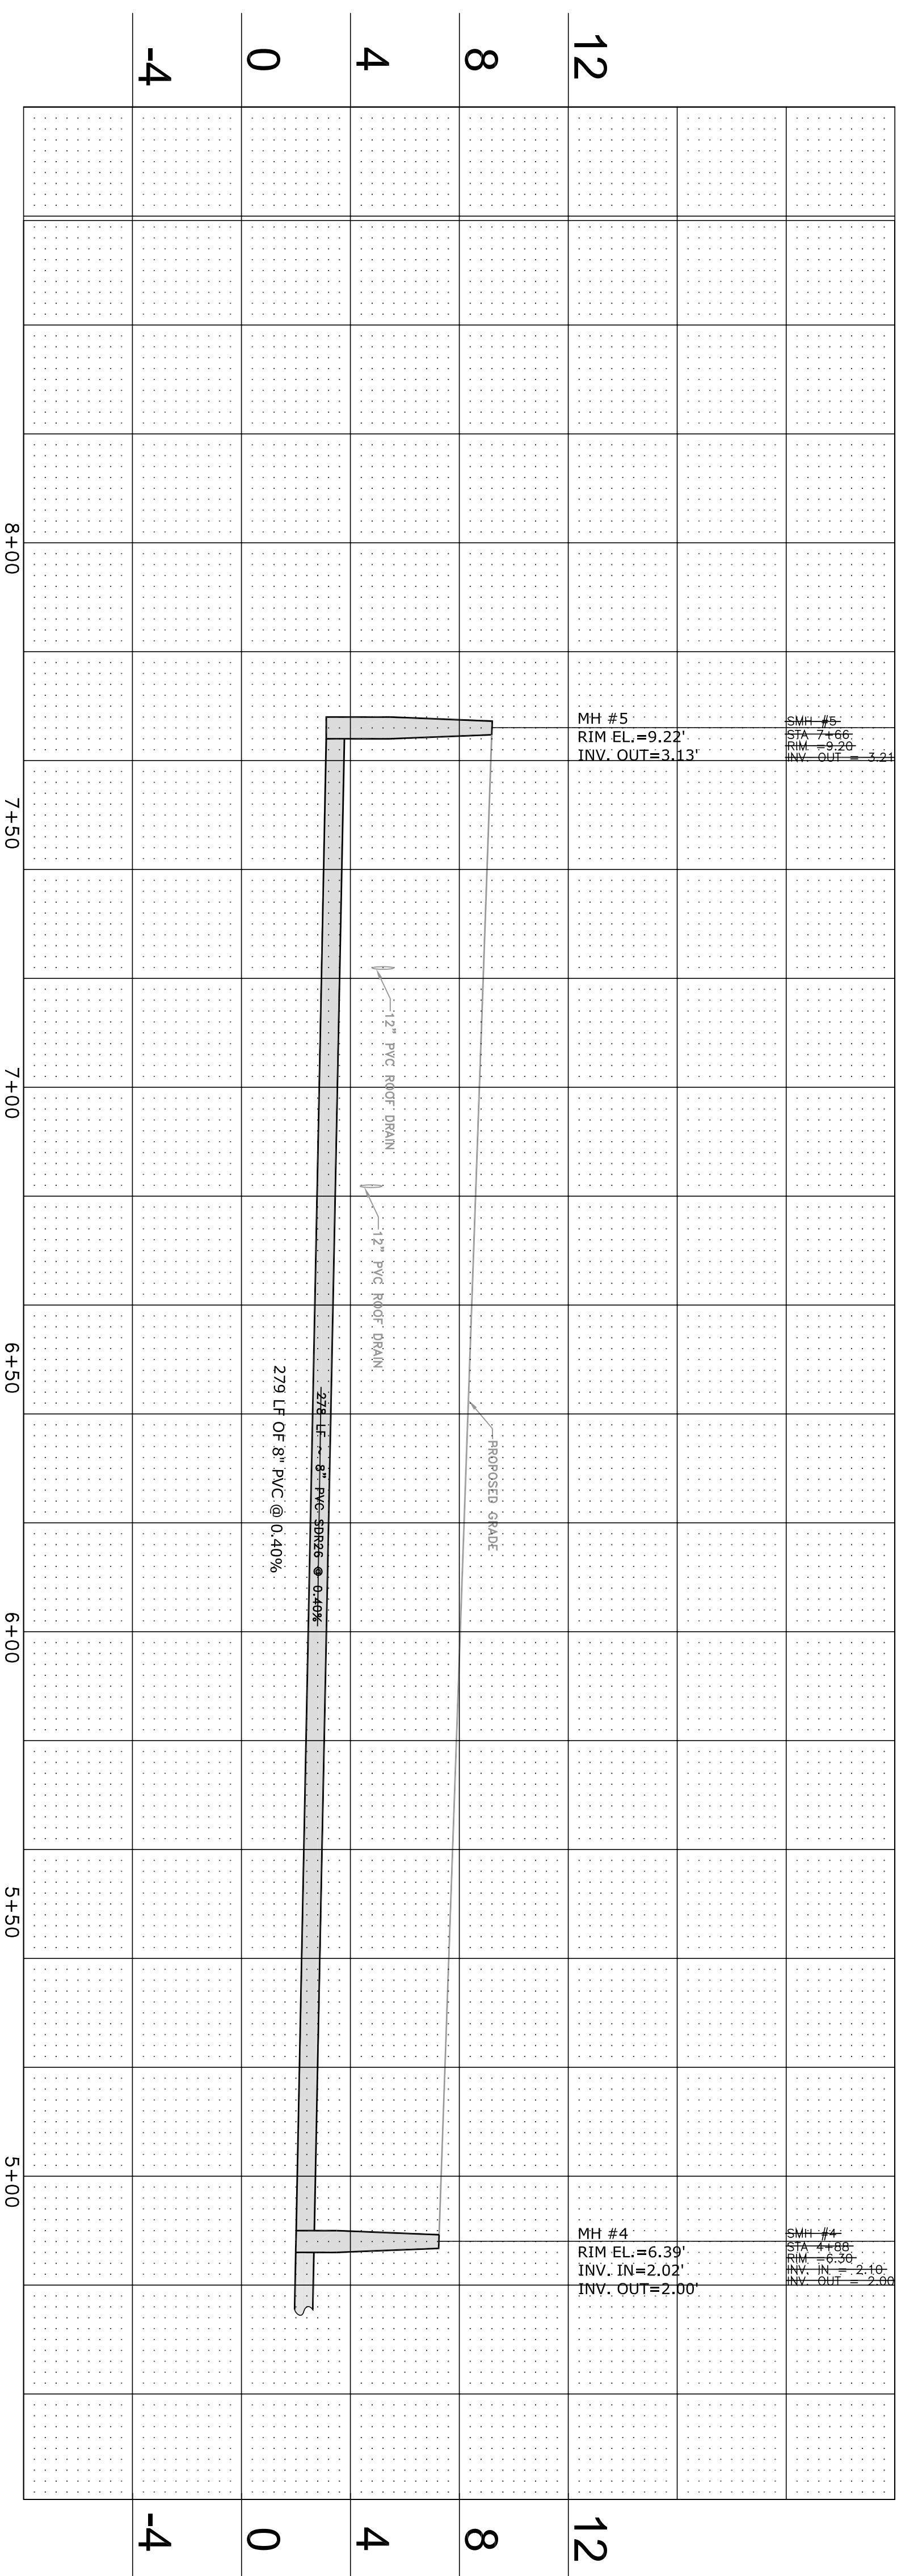 -4
0
4
8
12
8+00
7+50
7+00
6+50
6+00
5+50
5+00
MH #5
RIM EL.=9.22'
INV. OUT=3.13'
SMH #5
STA 7+66
RIM =9.20
INV. OUT = 3.21
12" PVC ROOF DRAIN
12" PVC ROOF DRAIN
PROPOSED GRADE
278 LF ~ 8" PVC SDR26 @ 0.40%
279 LF OF 8" PVC @ 0.40%
MH #4
RIM EL.=6.39'
INV. IN=2.02'
INV. OUT=2.00'
SMH #4
STA 4+88
RIM =6.30
INV. IN = 2.10
INV. OUT = 2.00
-4
0
4
8
12